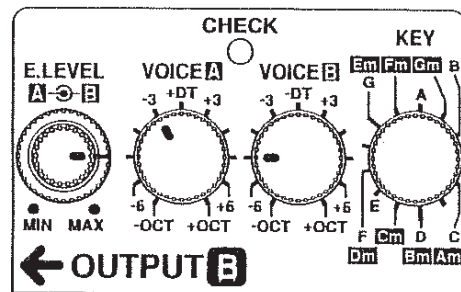 CHECK
E.LEVEL
A B
MIN MAX
VOICE A
-3 +DT +3
-6 +6
-OCT +OCT
VOICE B
-3 -DT +3
-6 +6
-OCT +OCT
KEY
Em Fm Gm B
G A
E
F Cm D
Dm Bm Am
C
← OUTPUT B